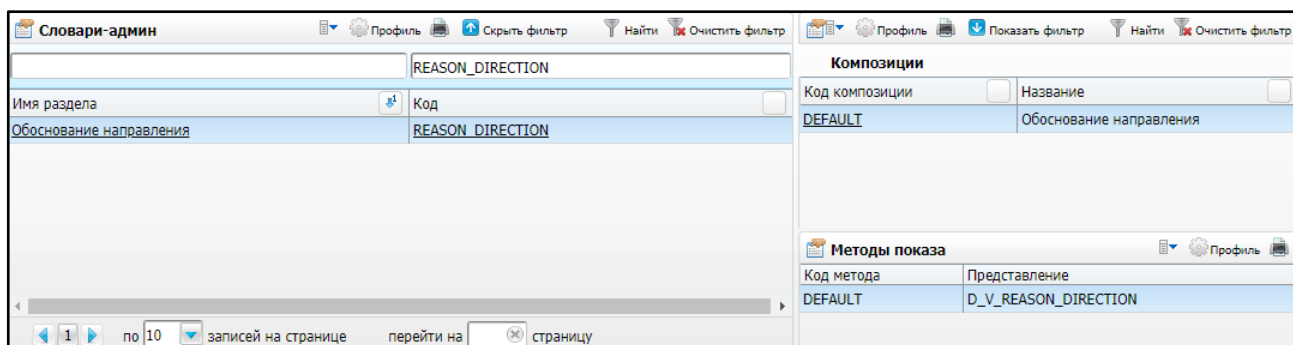 Словари-админ Профиль Скрыть фильтр Найти Очистить фильтр
REASON_DIRECTION
Имя раздела 1 Код
Обоснование направления REASON_DIRECTION
1 по 10 записей на странице перейти на страницу
Профиль Показать фильтр Найти Очистить фильтр
Композиции
Код композиции Название
DEFAULT Обоснование направления
Методы показа Профиль
Код метода Представление
DEFAULT D_V_REASON_DIRECTION